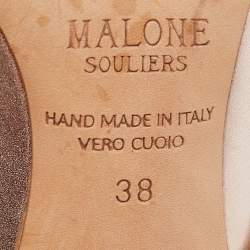 MALONE
SOULIERS
HAND MADE IN ITALY
VERO CUOIO
38